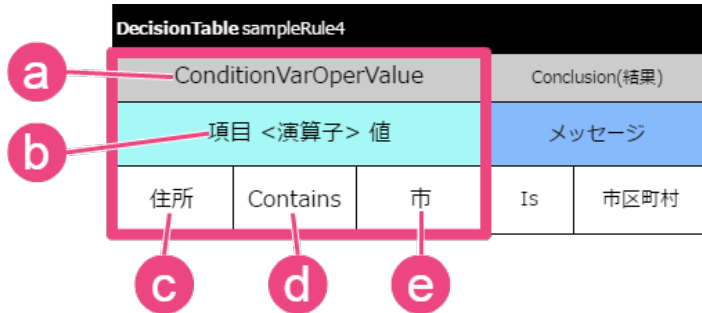 DecisionTable sampleRule4
a ConditionVarOperValue Conclusion(結果)
b 項目 <演算子> 値 メッセージ
住所 Contains 市 Is 市区町村
c d e